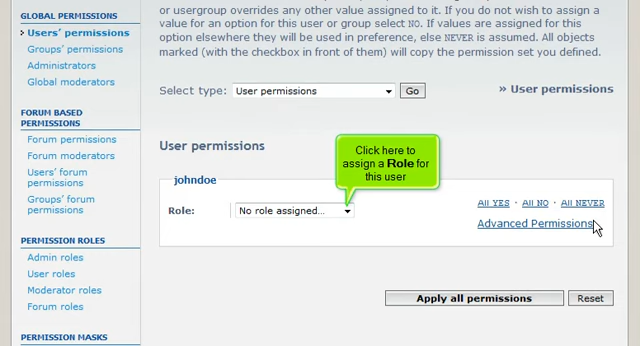 GLOBAL PERMISSIONS
Users' permissions
Groups' permissions
Administrators
Global moderators
FORUM BASED
PERMISSIONS
Forum permissions
Forum moderators
Users' forum
permissions
Groups' forum
permissions
PERMISSION ROLES
Admin roles
User roles
Moderator roles
Forum roles
PERMISSION MASKS
or usergroup overrides any other value assigned to it. If you do not wish to assign a
value for an option for this user or group select NO. If values are assigned for this
option elsewhere they will be used in preference, else NEVER is assumed. All objects
marked (with the checkbox in front of them) will copy the permission set you defined.
Select type: User permissions Go
» User permissions
User permissions
Click here to
assign a Role for
this user
johndoe
Role: No role assigned...
All YES · All NO · All NEVER
Advanced Permissions
Apply all permissions Reset